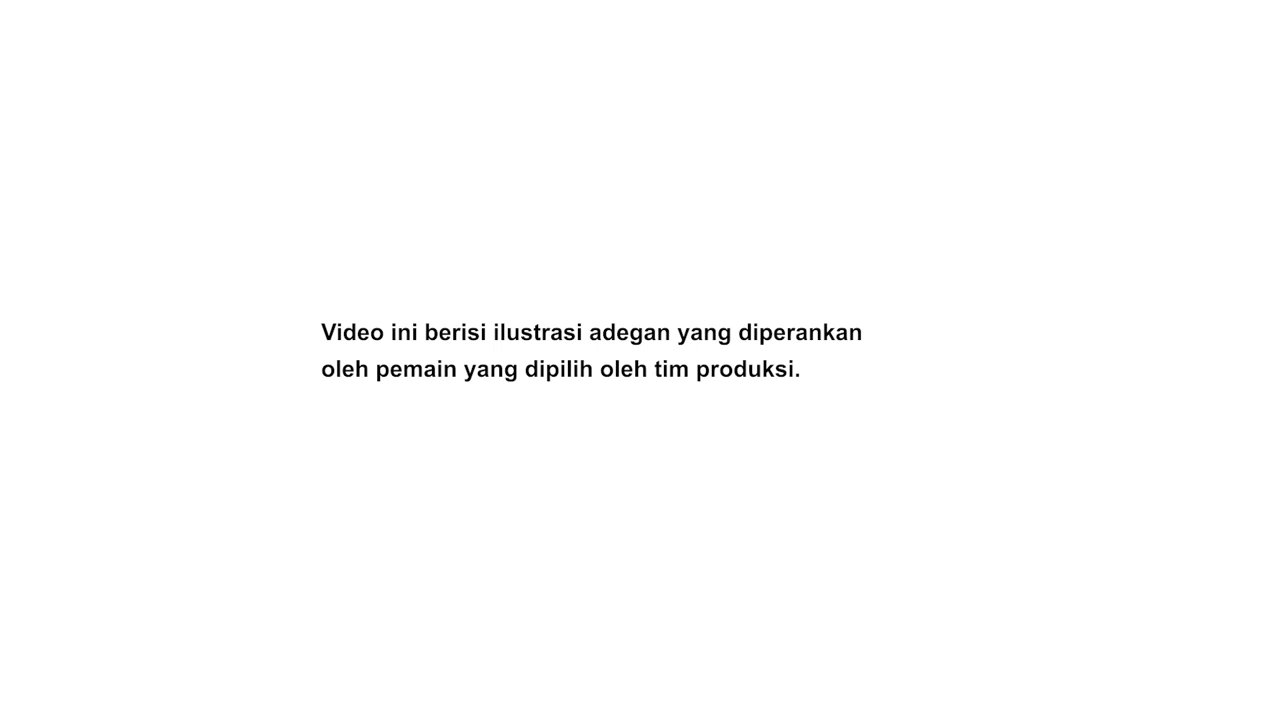 Video ini berisi ilustrasi adegan yang diperankan
oleh pemain yang dipilih oleh tim produksi.